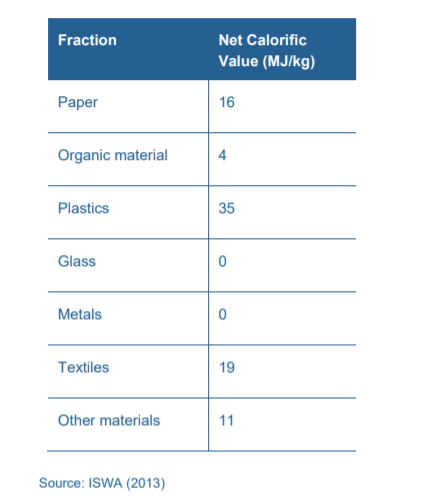 Fraction
Net Calorific
Value (MJ/kg)
Paper 16
Organic material 4
Plastics 35
Glass 0
Metals 0
Textiles 19
Other materials 11
Source: ISWA (2013)